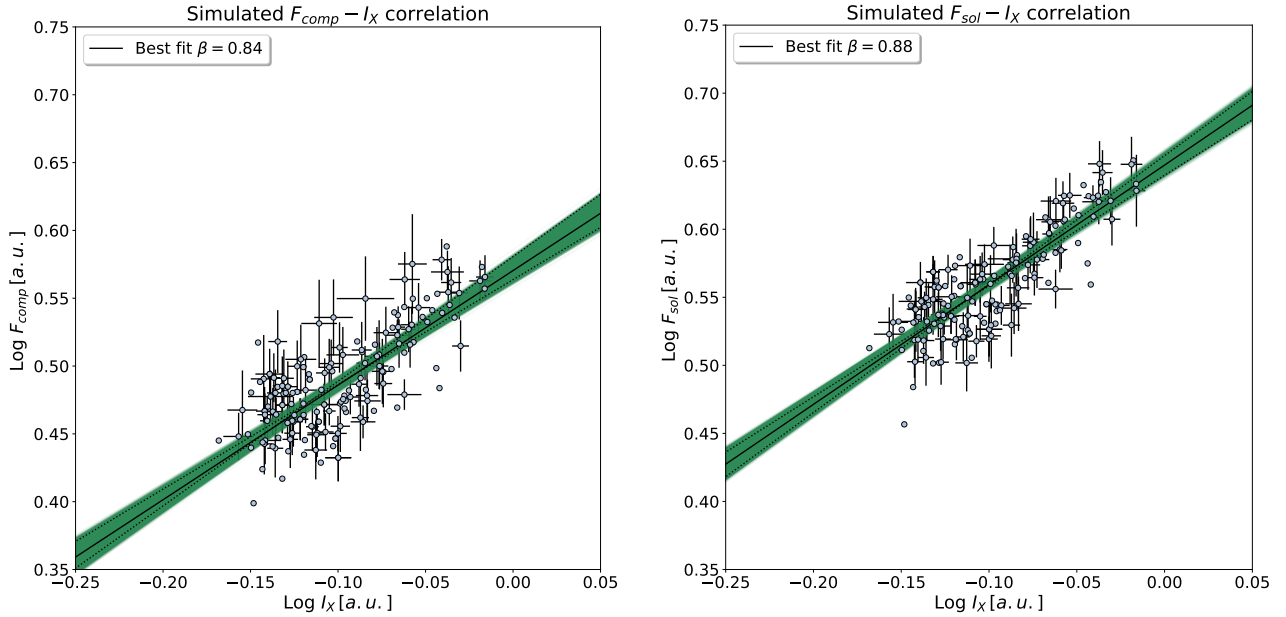 Simulated F_comp − I_X correlation
Best fit β = 0.84
0.75
0.70
0.65
0.60
0.55
0.50
0.45
0.40
0.35
Log F_comp [a.u.]
−0.25 −0.20 −0.15 −0.10 −0.05 0.00 0.05
Log I_X [a.u.]
Simulated F_sol − I_X correlation
Best fit β = 0.88
0.75
0.70
0.65
0.60
0.55
0.50
0.45
0.40
0.35
Log F_sol [a.u.]
−0.25 −0.20 −0.15 −0.10 −0.05 0.00 0.05
Log I_X [a.u.]